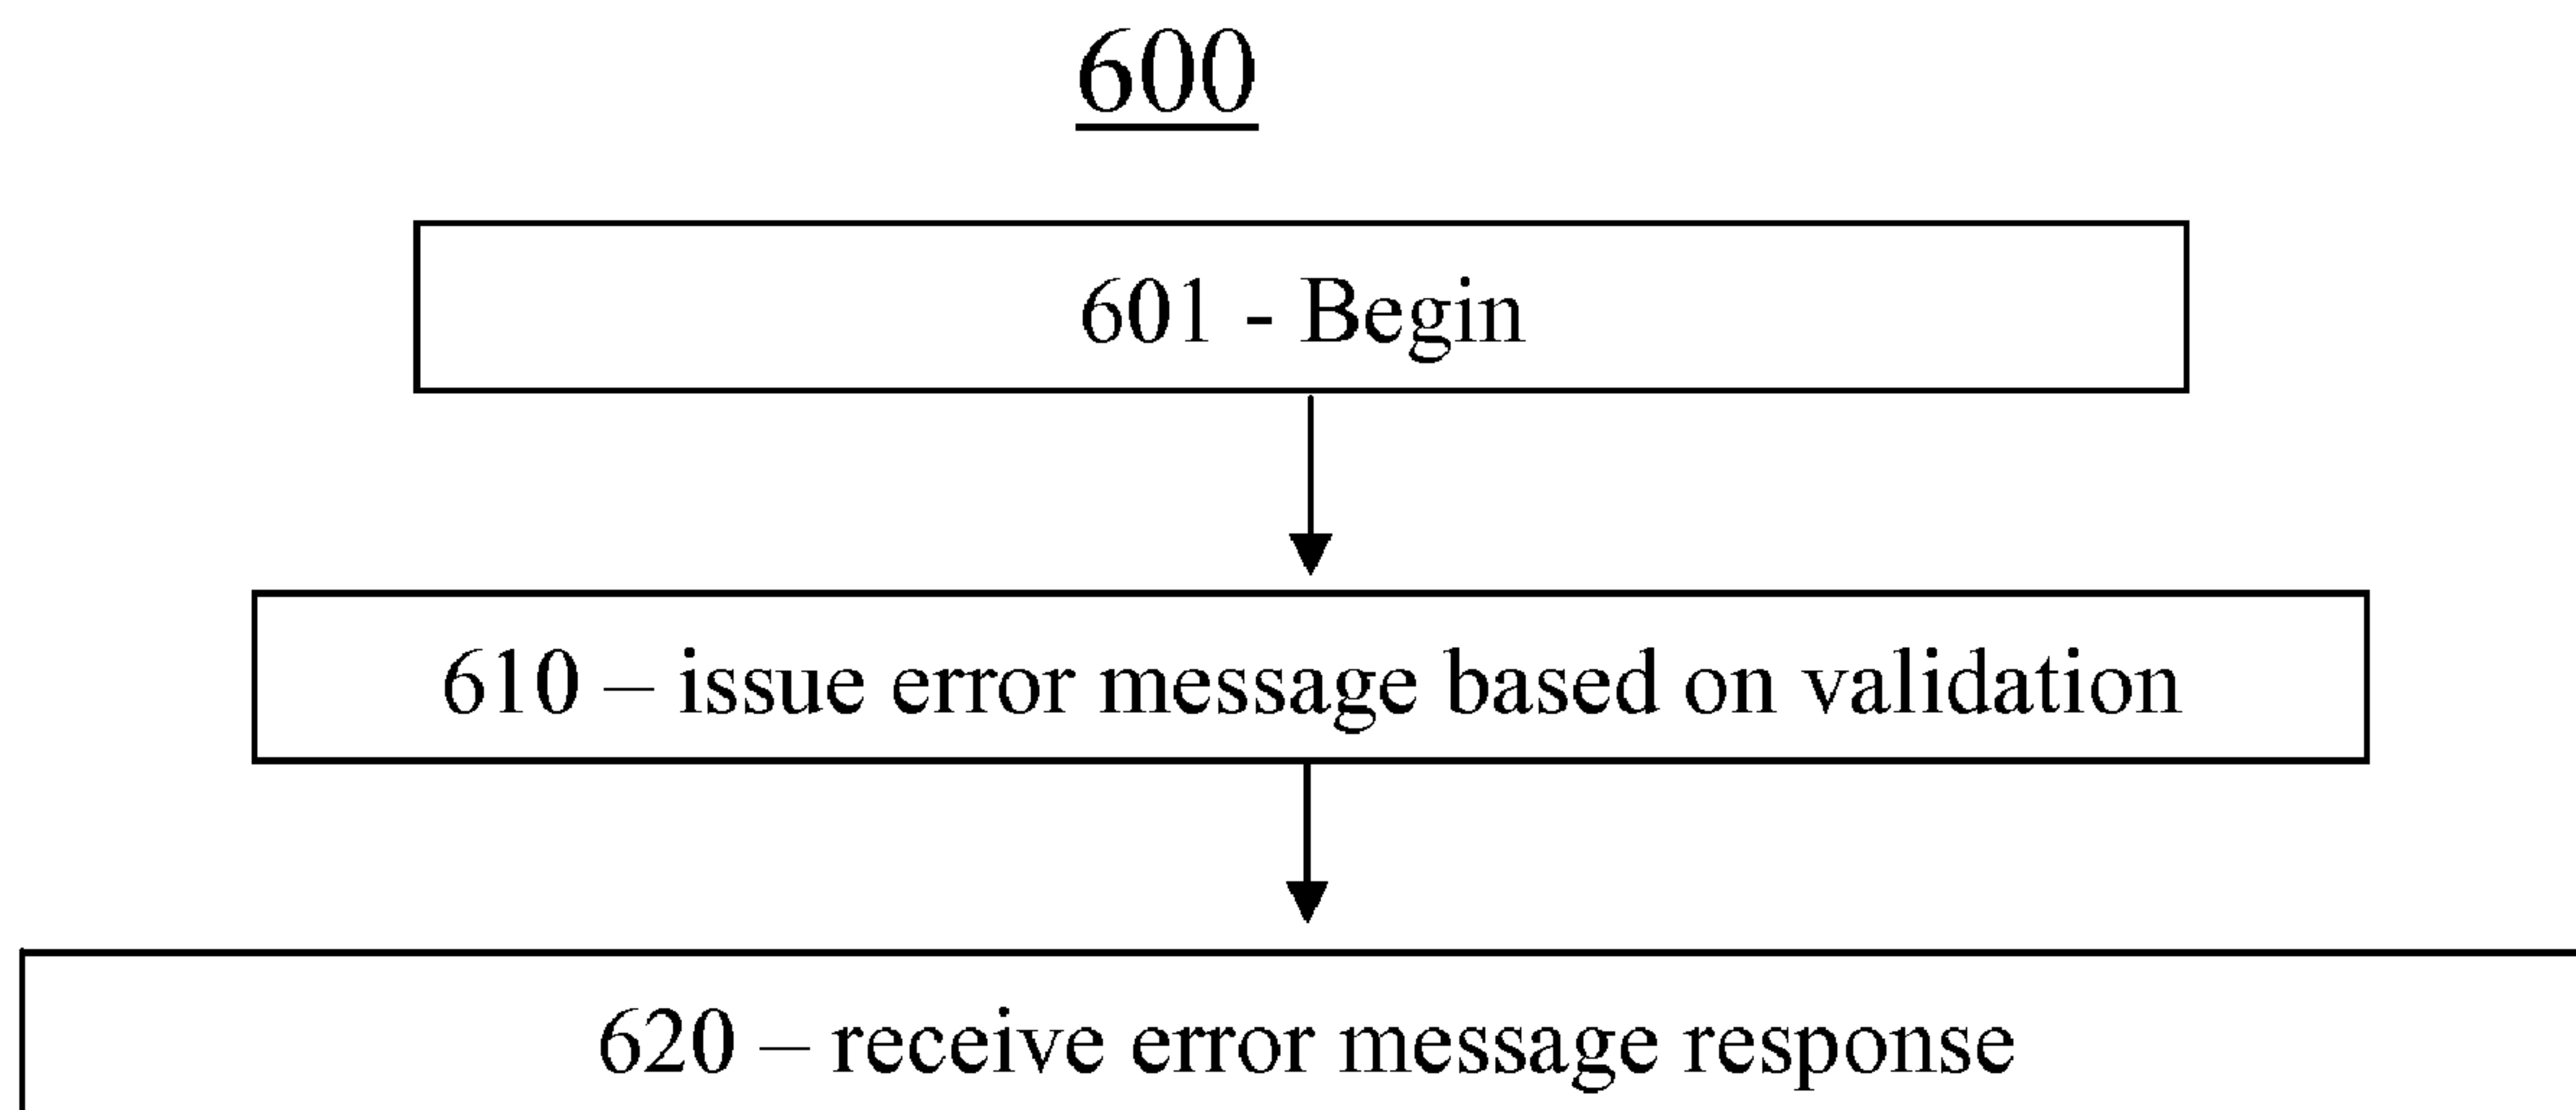 600
601 - Begin
610 – issue error message based on validation
620 – receive error message response